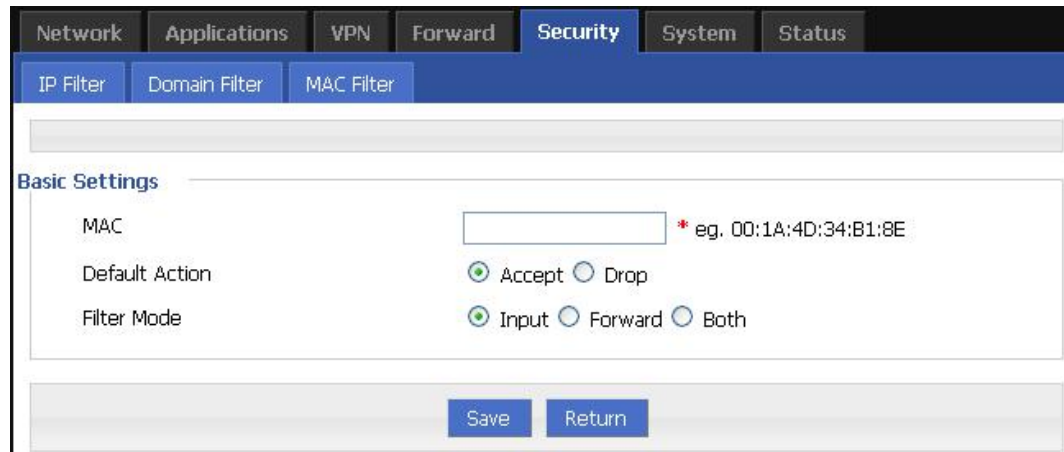 Network Applications VPN Forward Security System Status
IP Filter Domain Filter MAC Filter
Basic Settings
MAC * eg. 00:1A:4D:34:B1:8E
Default Action Accept Drop
Filter Mode Input Forward Both
Save Return